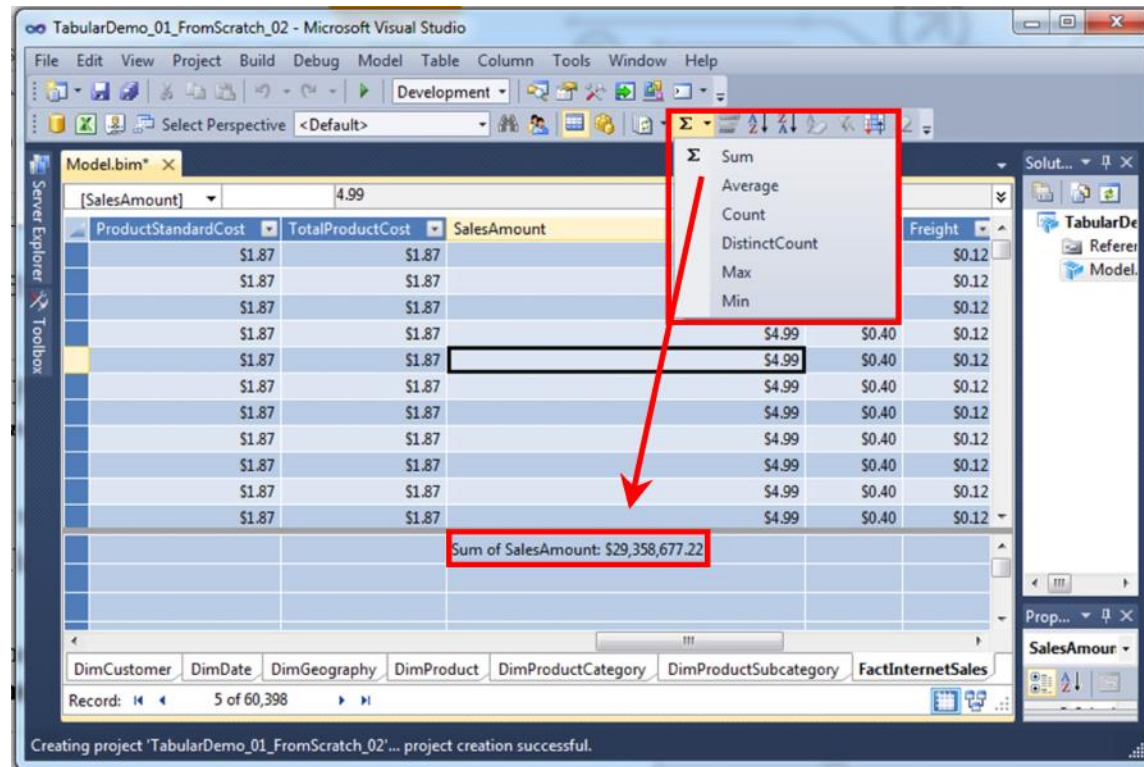 TabularDemo_01_FromScratch_02 - Microsoft Visual Studio
File Edit View Project Build Debug Model Table Column Tools Window Help
Development
Select Perspective <Default> Σ
Model.bim* Solut...
Σ Sum
Average
Count
DistinctCount
Max
Min
Server Explorer
Toolbox
[SalesAmount] 4.99
ProductStandardCost TotalProductCost SalesAmount Freight
$1.87 $1.87 $0.12
$1.87 $1.87 $0.12
$1.87 $1.87 $0.12
$1.87 $1.87 $4.99 $0.40 $0.12
$1.87 $1.87 $4.99 $0.40 $0.12
$1.87 $1.87 $4.99 $0.40 $0.12
$1.87 $1.87 $4.99 $0.40 $0.12
$1.87 $1.87 $4.99 $0.40 $0.12
$1.87 $1.87 $4.99 $0.40 $0.12
$1.87 $1.87 $4.99 $0.40 $0.12
$1.87 $1.87 $4.99 $0.40 $0.12
Sum of SalesAmount: $29,358,677.22
TabularDe
Referer
Model.
Prop...
SalesAmour
DimCustomer DimDate DimGeography DimProduct DimProductCategory DimProductSubcategory FactInternetSales
Record: 5 of 60,398
Creating project 'TabularDemo_01_FromScratch_02'... project creation successful.